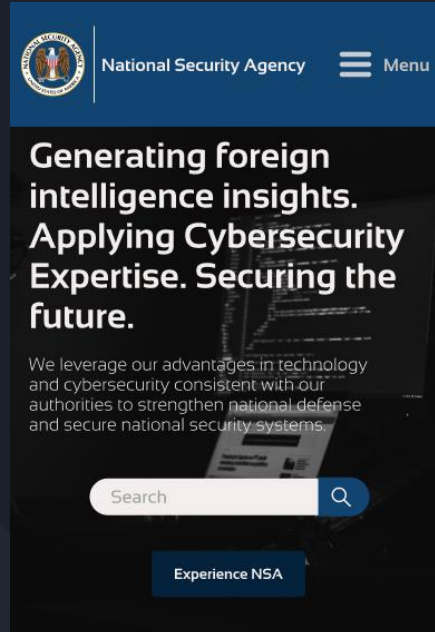 National Security Agency
Menu
Generating foreign
intelligence insights.
Applying Cybersecurity
Expertise. Securing the
future.
We leverage our advantages in technology
and cybersecurity consistent with our
authorities to strengthen national defense
and secure national security systems.
Search
Experience NSA